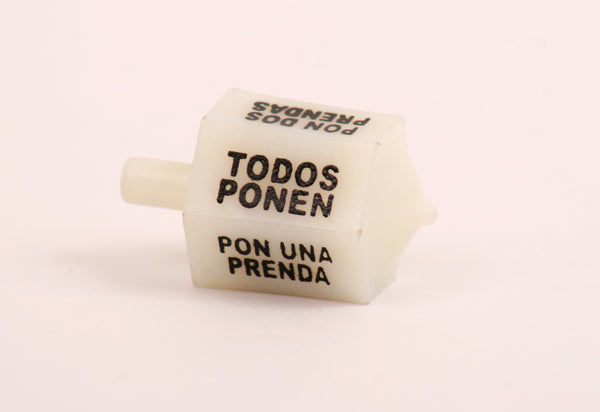 PON DOS
PRENDAS
TODOS
PONEN
PON UNA
PRENDA